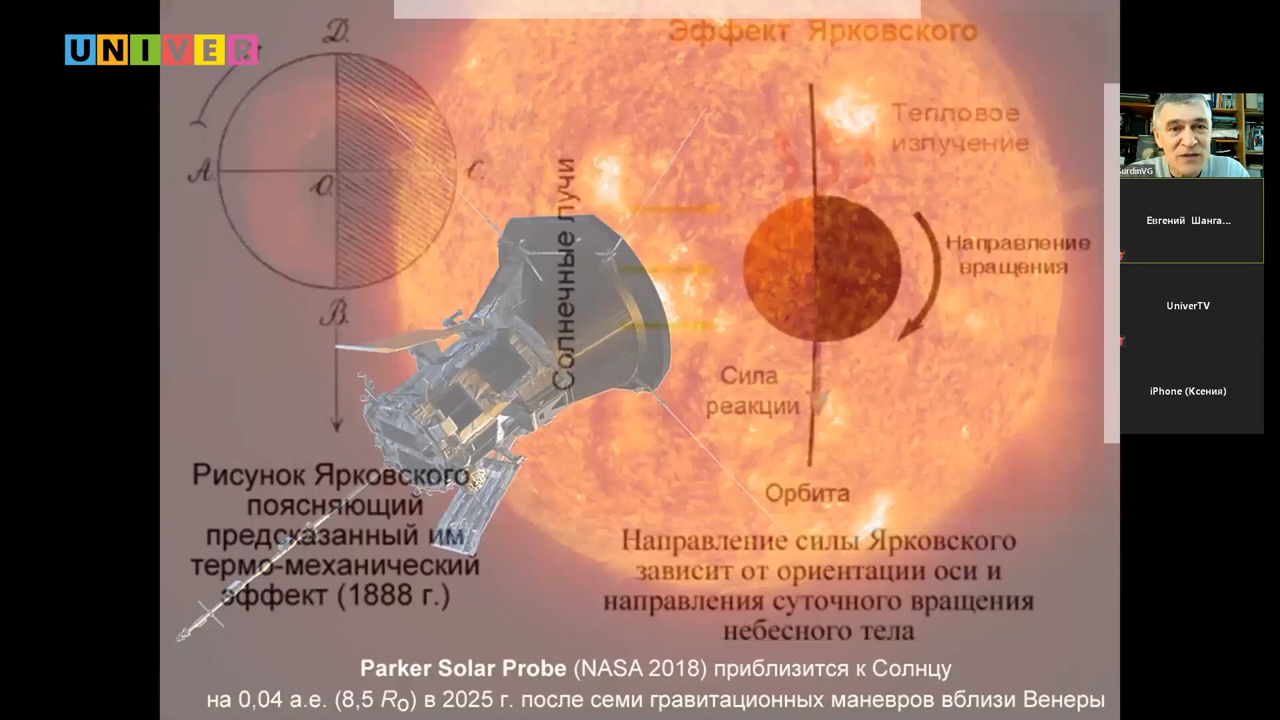 UNIVER
Эффект Ярковского
D.
A.
O.
C.
B.
Солнечные лучи
Тепловое
излучение
Направление
вращения
Сила
реакции
Орбита
Рисунок Ярковского,
поясняющий
предсказанный им
термо-механический
эффект (1888 г.)
Направление силы Ярковского
зависит от ориентации оси и
направления суточного вращения
небесного тела
Parker Solar Probe (NASA 2018) приблизится к Солнцу
на 0,04 а.е. (8,5 Ro) в 2025 г. после семи гравитационных маневров вблизи Венеры
SurdinVG
Евгений Шанга...
UniverTV
iPhone (Ксения)